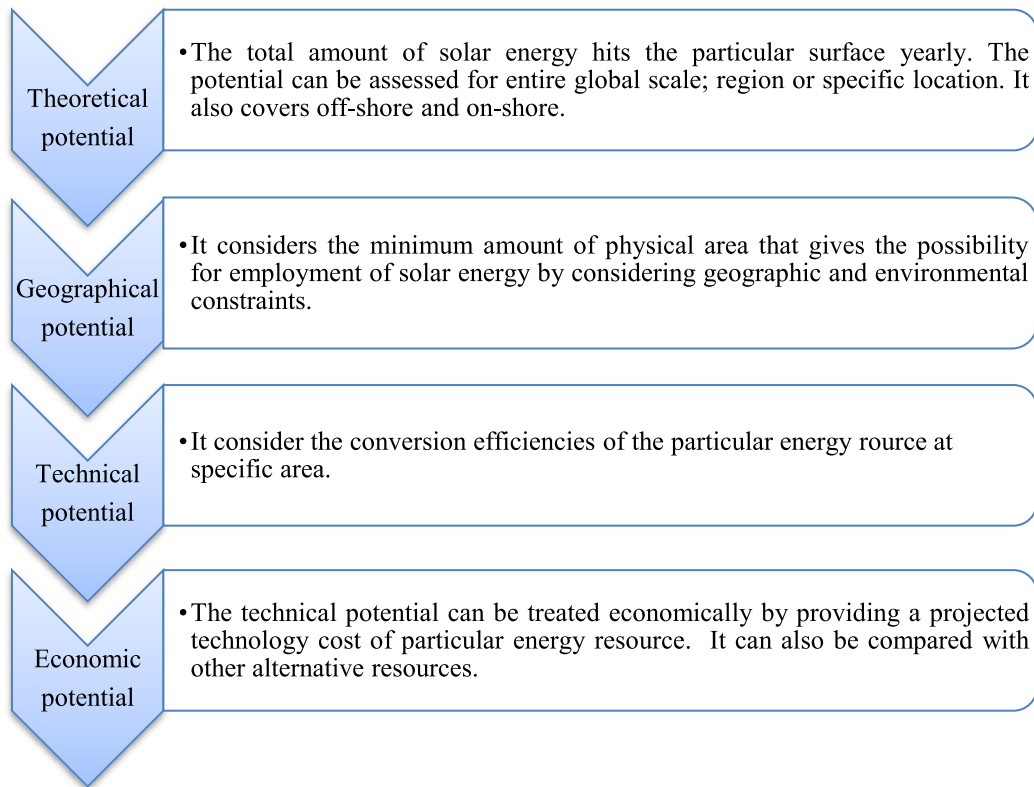 Theoretical
potential
•The total amount of solar energy hits the particular surface yearly. The
potential can be assessed for entire global scale; region or specific location. It
also covers off-shore and on-shore.
Geographical
potential
•It considers the minimum amount of physical area that gives the possibility
for employment of solar energy by considering geographic and environmental
constraints.
Technical
potential
•It consider the conversion efficiencies of the particular energy rource at
specific area.
Economic
potential
•The technical potential can be treated economically by providing a projected
technology cost of particular energy resource.  It can also be compared with
other alternative resources.